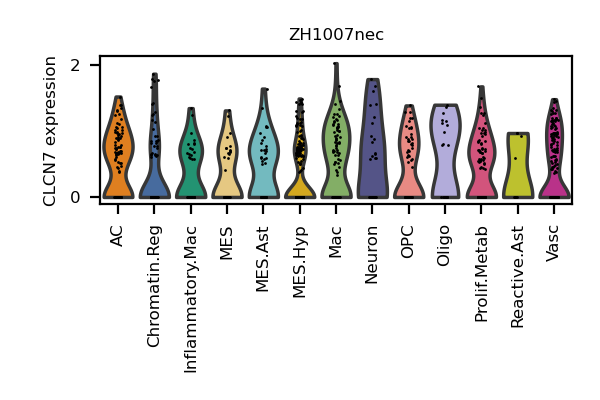 ZH1007nec
CLCN7 expression
2
0
AC
Chromatin.Reg
Inflammatory.Mac
MES
MES.Ast
MES.Hyp
Mac
Neuron
OPC
Oligo
Prolif.Metab
Reactive.Ast
Vasc